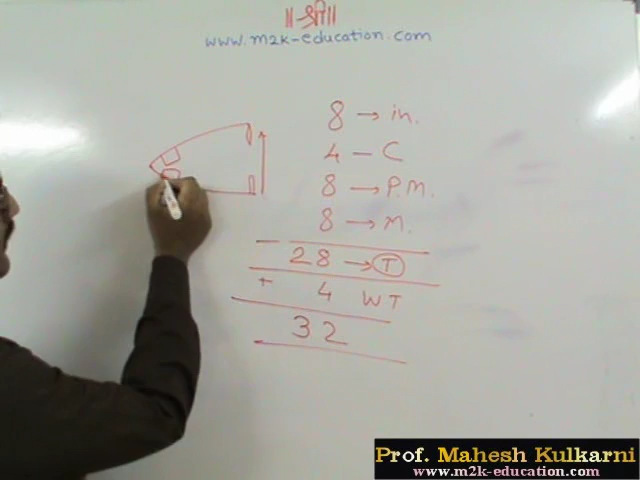 ॥श्री॥
www.m2k-education.com
8 → in.
4 – C
8 → P.M.
8 → M.
28 → T
+ 4 WT
32
Prof. Mahesh Kulkarni
www.m2k-education.com